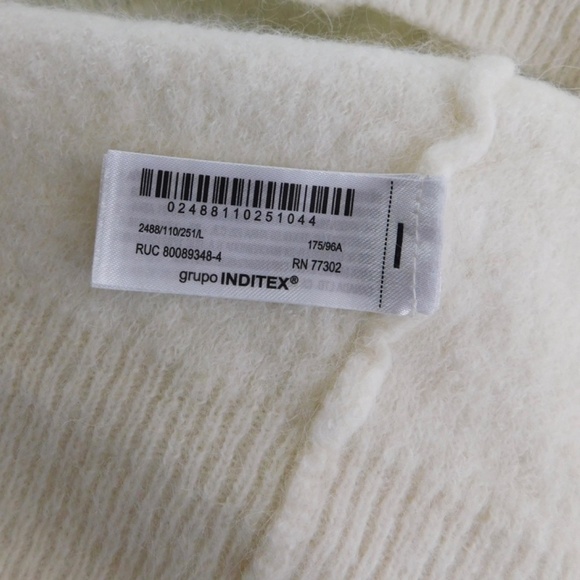 02488110251044
2488/110/251/L 175/96A
RUC 80089348-4 RN 77302
grupo INDITEX®